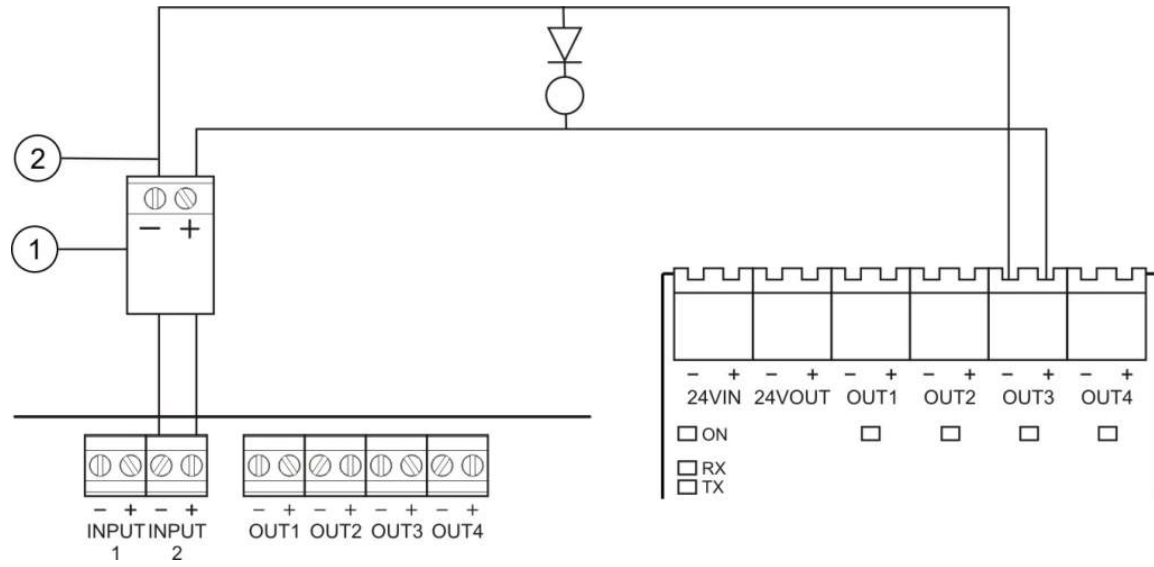 2
1
− +
− + − + − + − + − + − +
24VIN 24VOUT OUT1 OUT2 OUT3 OUT4
ON
RX
TX
− + − + − + − + − + − +
INPUT INPUT OUT1 OUT2 OUT3 OUT4
1 2